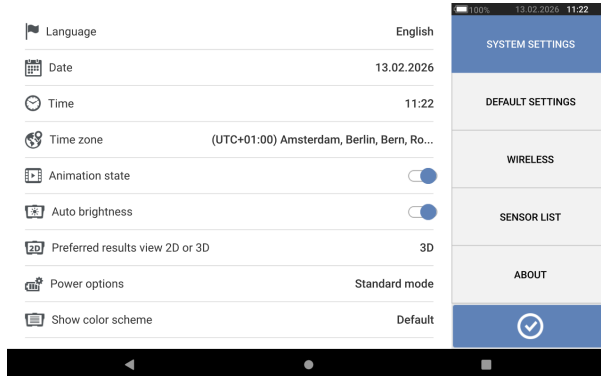 100% 13.02.2026 11:22
Language English
Date 13.02.2026
Time 11:22
Time zone (UTC+01:00) Amsterdam, Berlin, Bern, Ro...
Animation state
Auto brightness
2D Preferred results view 2D or 3D 3D
Power options Standard mode
Show color scheme Default
SYSTEM SETTINGS
DEFAULT SETTINGS
WIRELESS
SENSOR LIST
ABOUT